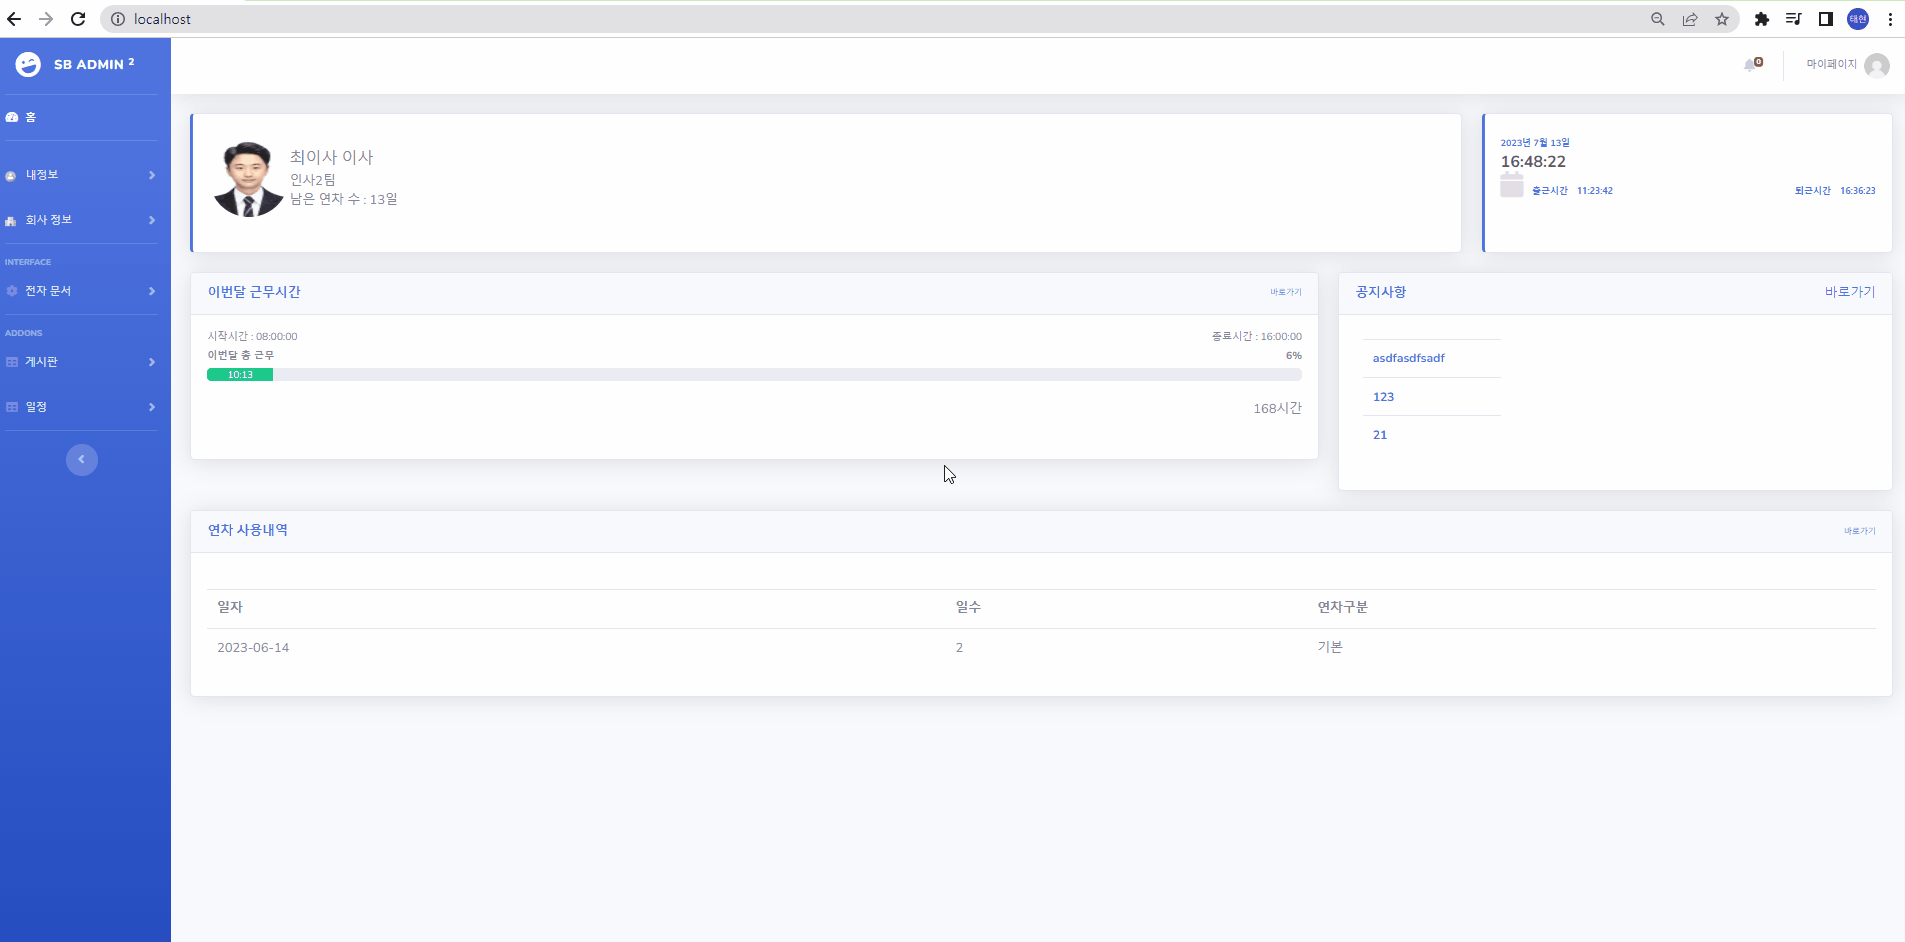 localhost
태현
SB ADMIN 2
0
마이페이지
홈
내정보
회사 정보
INTERFACE
전자 문서
ADDONS
게시판
일정
최이사 이사
인사2팀
남은 연차 수 : 13일
2023년 7월 13일
16:48:22
출근시간 11:23:42 퇴근시간 16:36:23
이번달 근무시간 바로가기
시작시간 : 08:00:00 종료시간 : 16:00:00
이번달 총 근무 6%
10:13
168시간
공지사항 바로가기
asdfasdfsadf
123
21
연차 사용내역 바로가기
일자 일수 연차구분
2023-06-14 2 기본